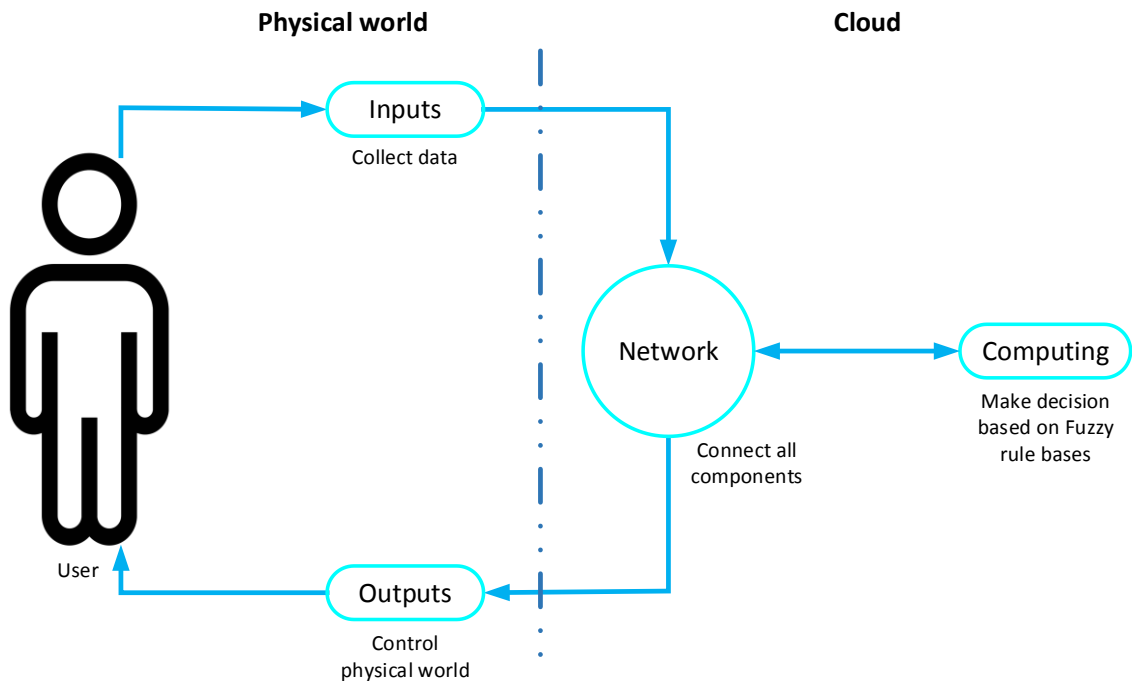 Physical world
Cloud
Inputs
Collect data
Network
Computing
Make decision
based on Fuzzy
rule bases
Connect all
components
User
Outputs
Control
physical world